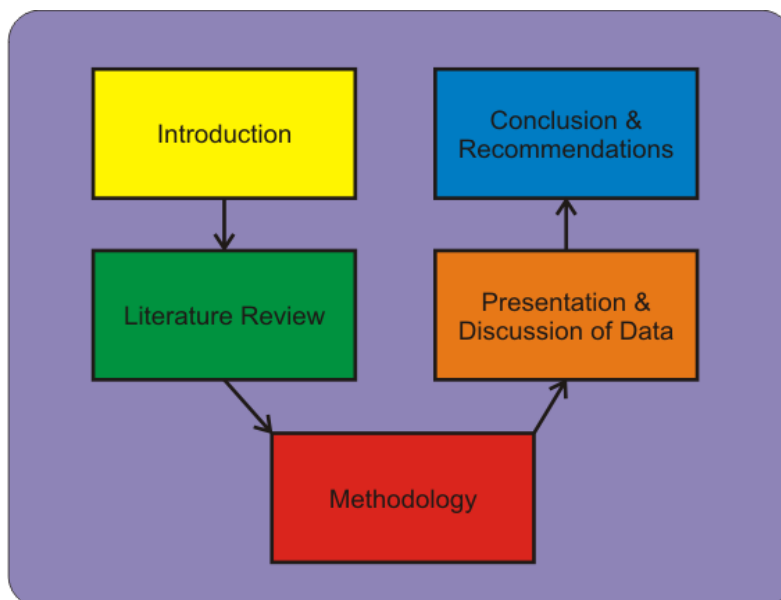 Introduction
Literature Review
Methodology
Presentation &
Discussion of Data
Conclusion &
Recommendations